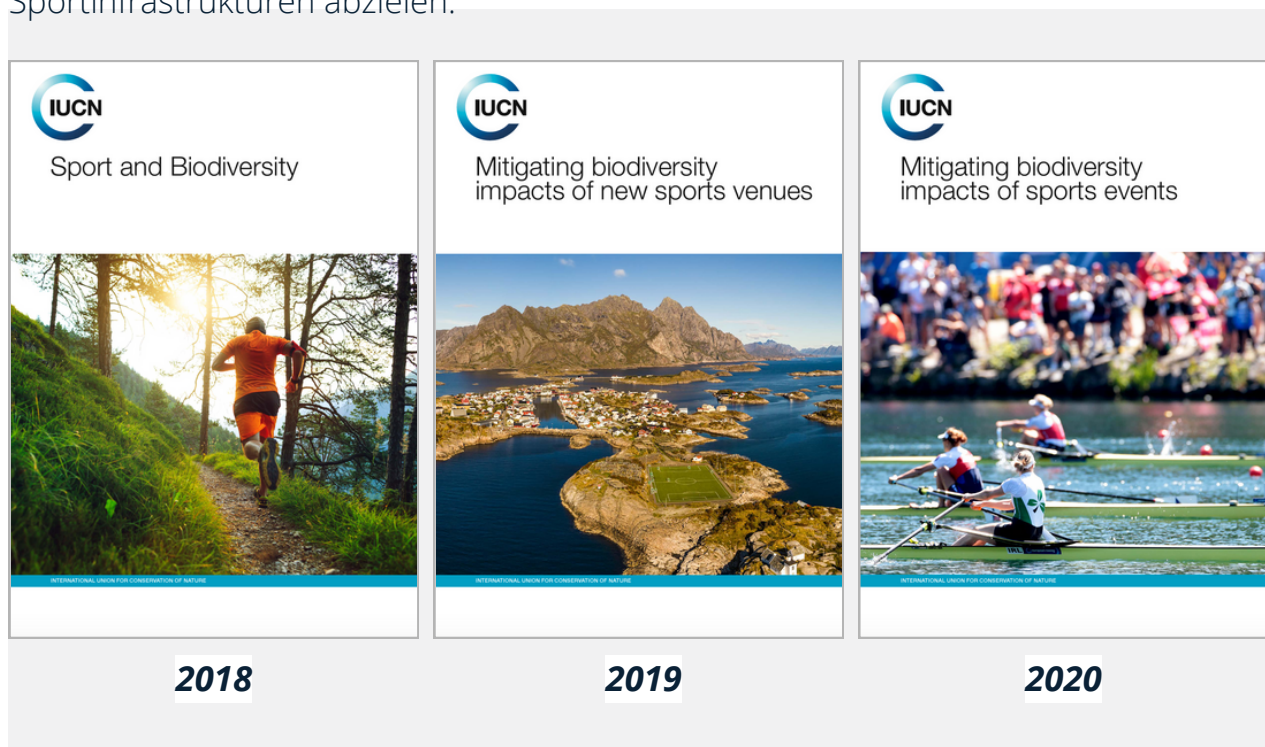 Sportinfrastrukturen abzielen.
IUCN
Sport and Biodiversity
INTERNATIONAL UNION FOR CONSERVATION OF NATURE
2018
IUCN
Mitigating biodiversity
impacts of new sports venues
INTERNATIONAL UNION FOR CONSERVATION OF NATURE
2019
IUCN
Mitigating biodiversity
impacts of sports events
IRL
INTERNATIONAL UNION FOR CONSERVATION OF NATURE
2020